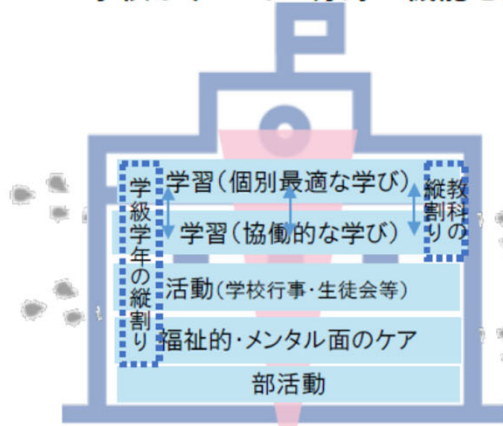 学習(個別最適な学び)
学習(協働的な学び)
活動(学校行事・生徒会等)
福祉的・メンタル面のケア
部活動
学級学年の縦割り
教科の
縦割り